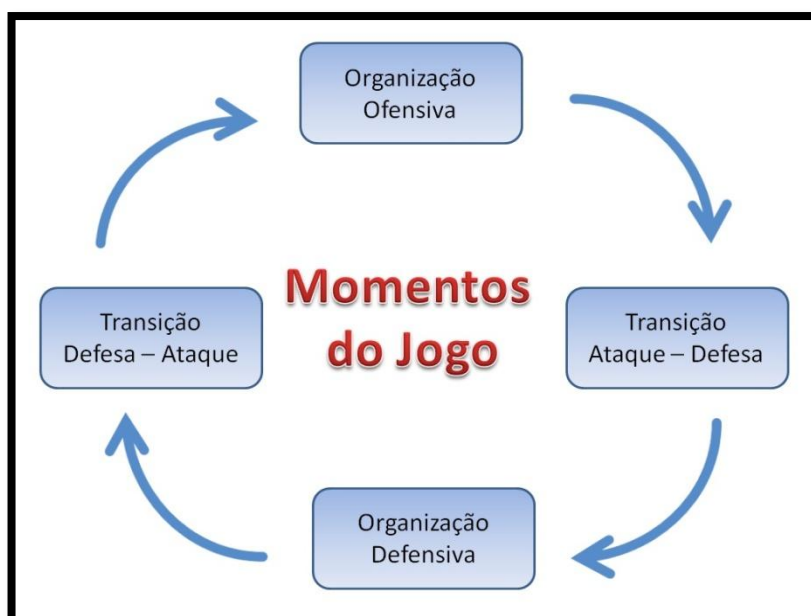 Organização
Ofensiva
Momentos
do Jogo
Transição
Defesa – Ataque
Transição
Ataque – Defesa
Organização
Defensiva